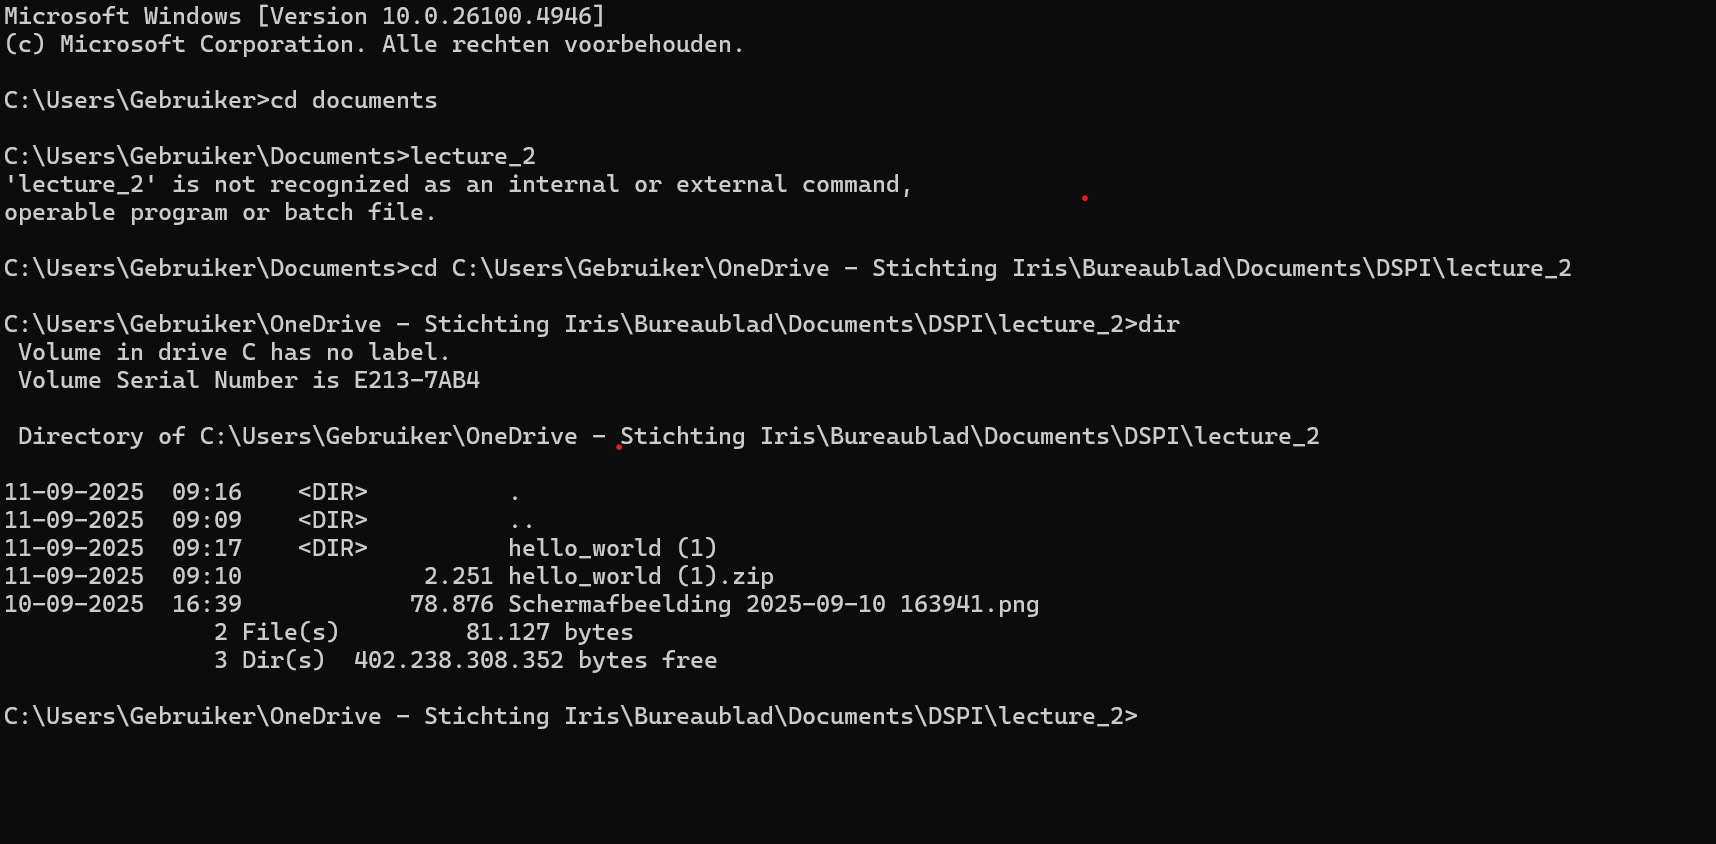 Microsoft Windows [Version 10.0.26100.4946]
(c) Microsoft Corporation. Alle rechten voorbehouden.
C:\Users\Gebruiker>cd documents
C:\Users\Gebruiker\Documents>lecture_2
'lecture_2' is not recognized as an internal or external command,
operable program or batch file.
C:\Users\Gebruiker\Documents>cd C:\Users\Gebruiker\OneDrive - Stichting Iris\Bureaublad\Documents\DSPI\lecture_2
C:\Users\Gebruiker\OneDrive - Stichting Iris\Bureaublad\Documents\DSPI\lecture_2>dir
 Volume in drive C has no label.
 Volume Serial Number is E213-7AB4
 Directory of C:\Users\Gebruiker\OneDrive - Stichting Iris\Bureaublad\Documents\DSPI\lecture_2
11-09-2025  09:16    <DIR>          .
11-09-2025  09:09    <DIR>          ..
11-09-2025  09:17    <DIR>          hello_world (1)
11-09-2025  09:10             2.251 hello_world (1).zip
10-09-2025  16:39            78.876 Schermafbeelding 2025-09-10 163941.png
               2 File(s)         81.127 bytes
               3 Dir(s)  402.238.308.352 bytes free
C:\Users\Gebruiker\OneDrive - Stichting Iris\Bureaublad\Documents\DSPI\lecture_2>